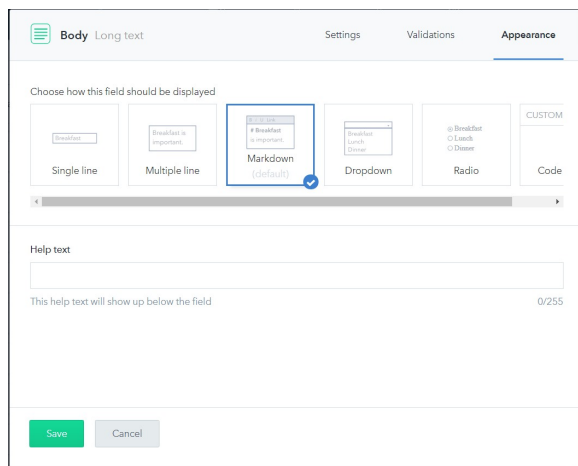 Body Long text
Settings
Validations
Appearance
Choose how this field should be displayed
Breakfast
Single line
Breakfast is
important.
Multiple line
# Breakfast
is important.
Markdown
(default)
Breakfast
Lunch
Dinner
Dropdown
Breakfast
Lunch
Dinner
Radio
CUSTOM
Code
Help text
This help text will show up below the field
0/255
Save
Cancel